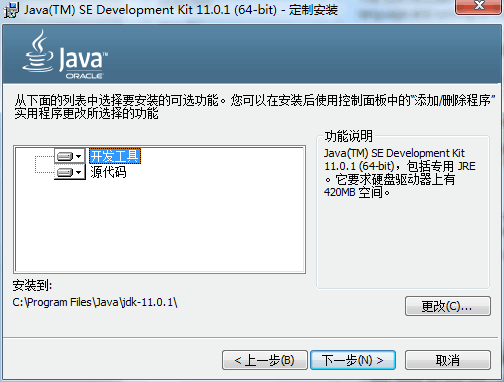 Java(TM) SE Development Kit 11.0.1 (64-bit) - 定制安装
Java
ORACLE
从下面的列表中选择要安装的可选功能。您可以在安装后使用控制面板中的"添加/删除程序"
实用程序更改所选择的功能
开发工具
源代码
功能说明
Java(TM) SE Development Kit
11.0.1 (64-bit)，包括专用 JRE
。它要求硬盘驱动器上有
420MB 空间。
安装到:
C:\Program Files\Java\jdk-11.0.1\
更改(C)...
< 上一步(B)
下一步(N) >
取消